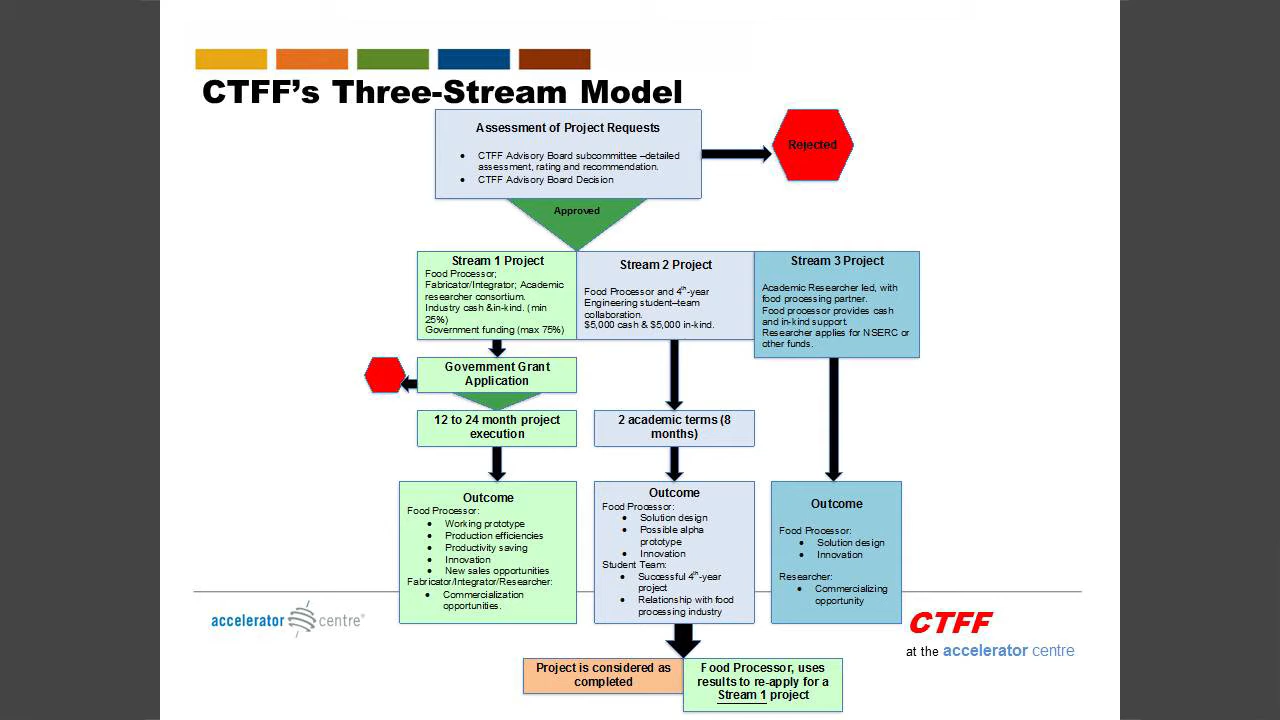 CTFF's Three-Stream Model
Assessment of Project Requests
• CTFF Advisory Board subcommittee –detailed
assessment, rating and recommendation.
• CTFF Advisory Board Decision
Rejected
Approved
Stream 1 Project
Food Processor;
Fabricator/Integrator; Academic
researcher consortium.
Industry cash &in-kind. (min
25%)
Government funding (max 75%)
Stream 2 Project
Food Processor and 4th-year
Engineering student–team
collaboration.
$5,000 cash & $5,000 in-kind.
Stream 3 Project
Academic Researcher led, with
food processing partner.
Food processor provides cash
and in-kind support.
Researcher applies for NSERC or
other funds.
Government Grant
Application
12 to 24 month project
execution
2 academic terms (8
months)
Outcome
Food Processor:
• Working prototype
• Production efficiencies
• Productivity saving
• Innovation
• New sales opportunities
Fabricator/Integrator/Researcher:
• Commercialization
opportunities.
Outcome
Food Processor:
• Solution design
• Possible alpha
prototype
• Innovation
Student Team:
• Successful 4th-year
project
• Relationship with food
processing industry
Outcome
Food Processor:
• Solution design
• Innovation
Researcher:
• Commercializing
opportunity
accelerator centre®
CTFF
at the accelerator centre
Project is considered as
completed
Food Processor, uses
results to re-apply for a
Stream 1 project